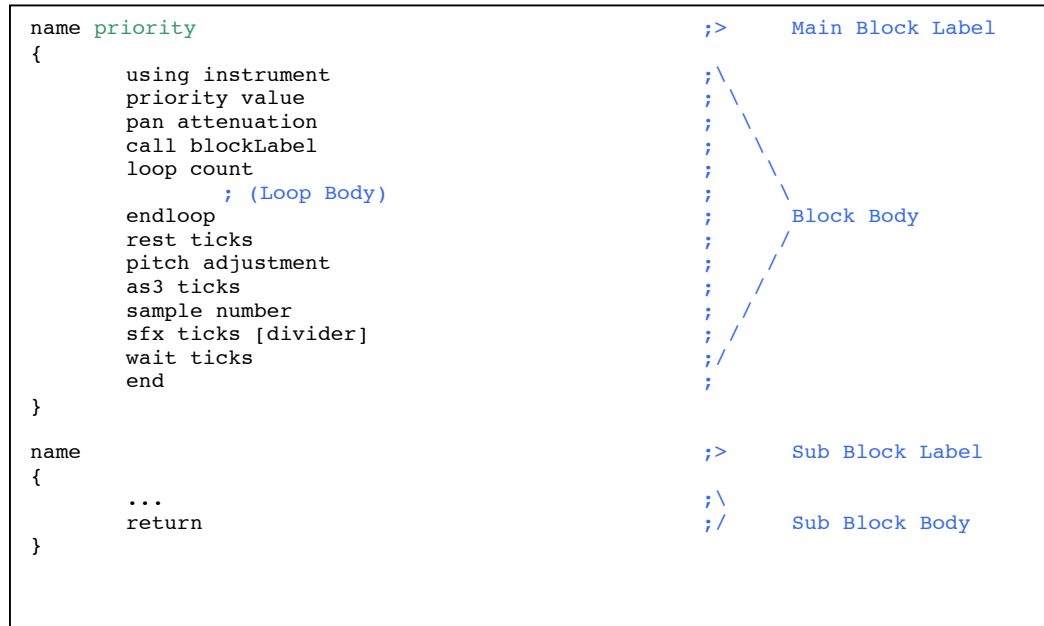 name priority ;> Main Block Label
{
using instrument ;\
priority value ; \
pan attenuation ; \
call blockLabel ; \
loop count ; \
; (Loop Body) ; \
endloop ; Block Body
rest ticks ; /
pitch adjustment ; /
as3 ticks ; /
sample number ; /
sfx ticks [divider] ; /
wait ticks ;/
end ;
}
name ;> Sub Block Label
{
... ;\
return ;/ Sub Block Body
}